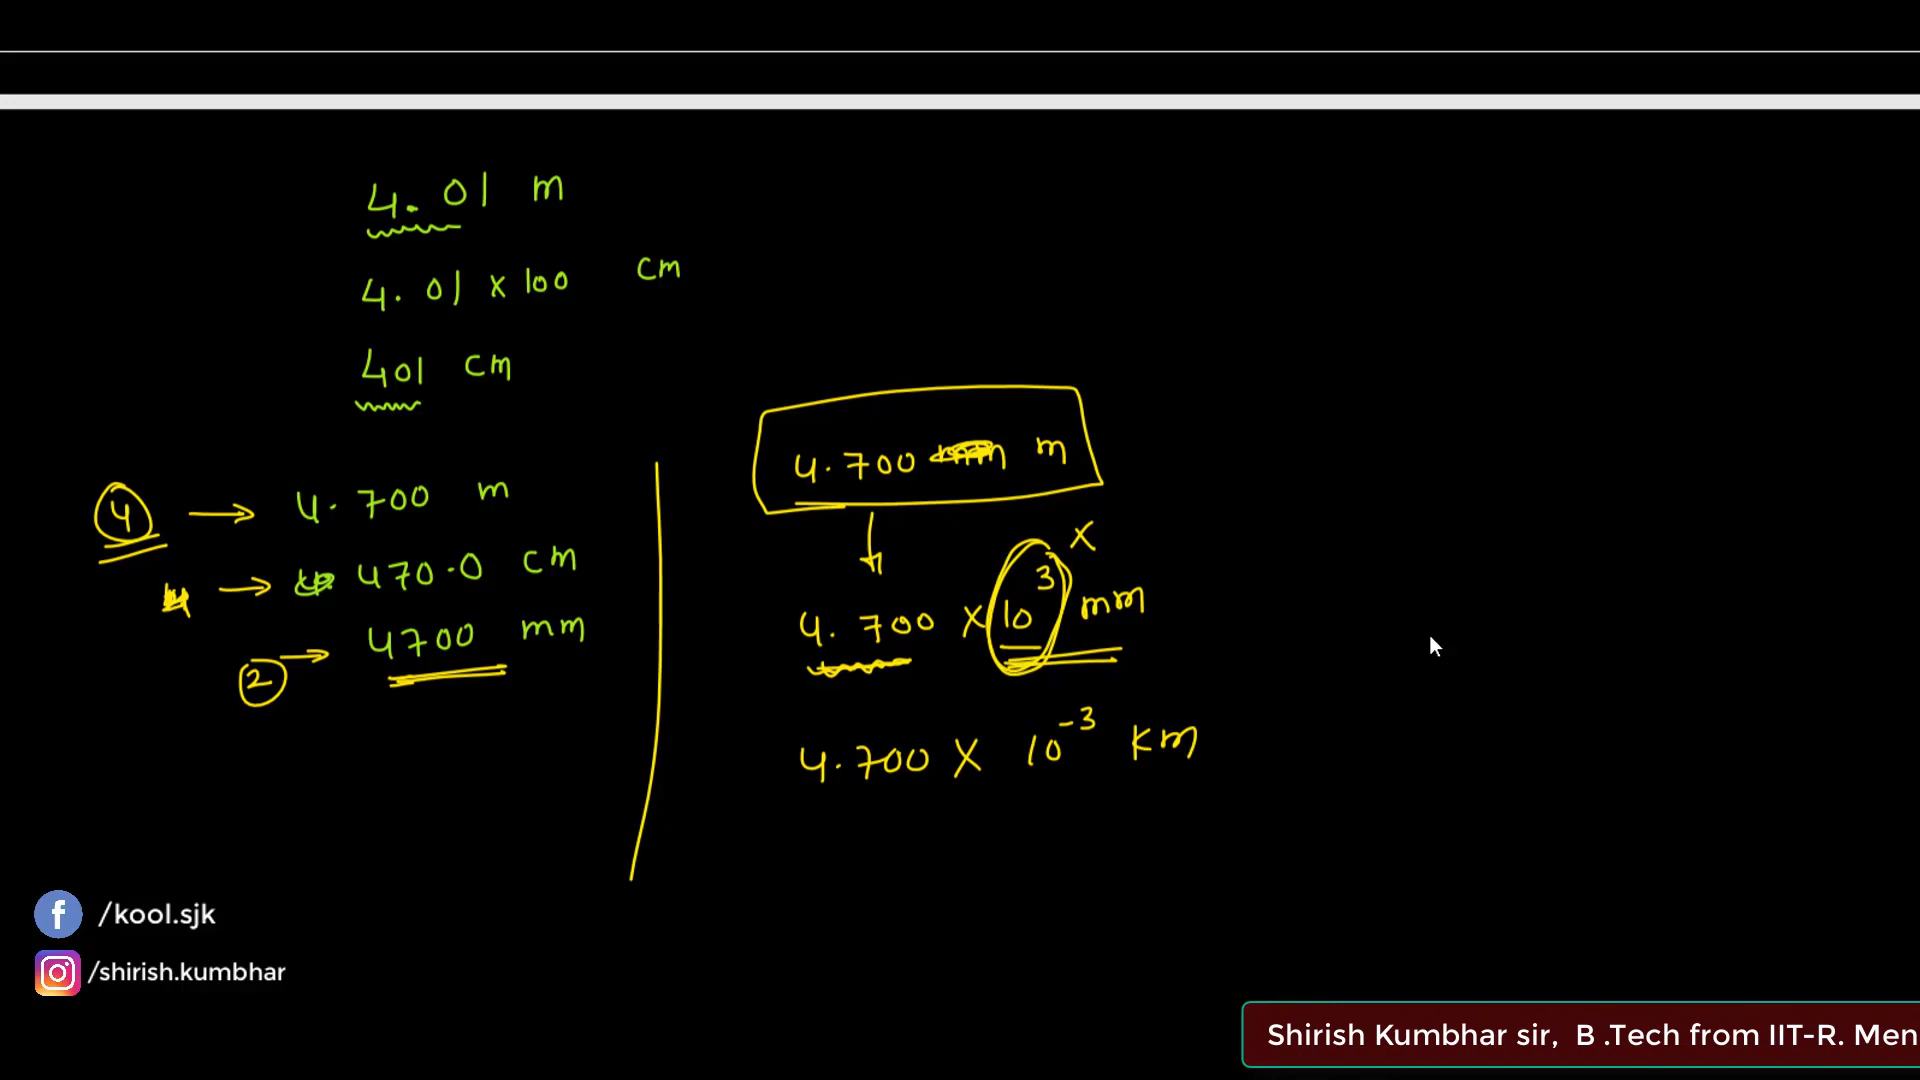 4.01 m
4.01 x 100 cm
401 cm
4 → 4.700 m
4 → 470.0 cm
2 → 4700 mm
4.700 m
4.700 x 10³ mm x
4.700 x 10⁻³ km
/kool.sjk
/shirish.kumbhar
Shirish Kumbhar sir, B .Tech from IIT-R. Men